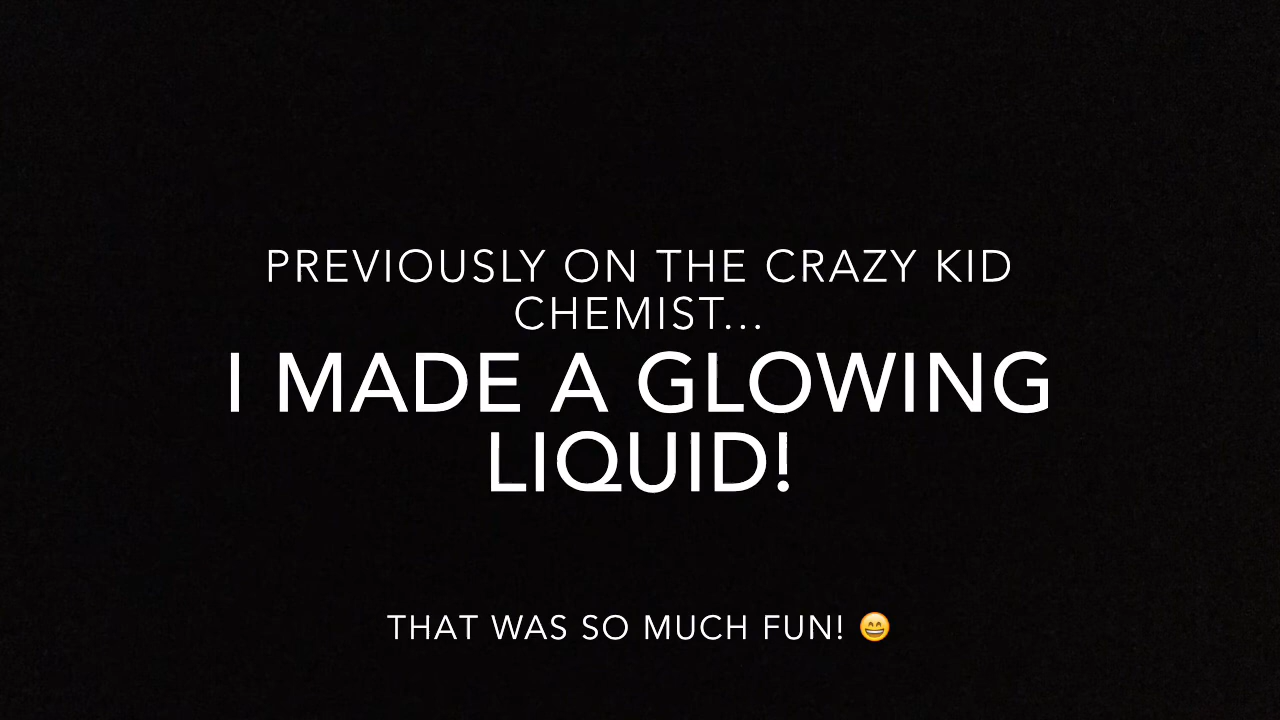 PREVIOUSLY ON THE CRAZY KID
CHEMIST...
I MADE A GLOWING
LIQUID!
THAT WAS SO MUCH FUN! 😄